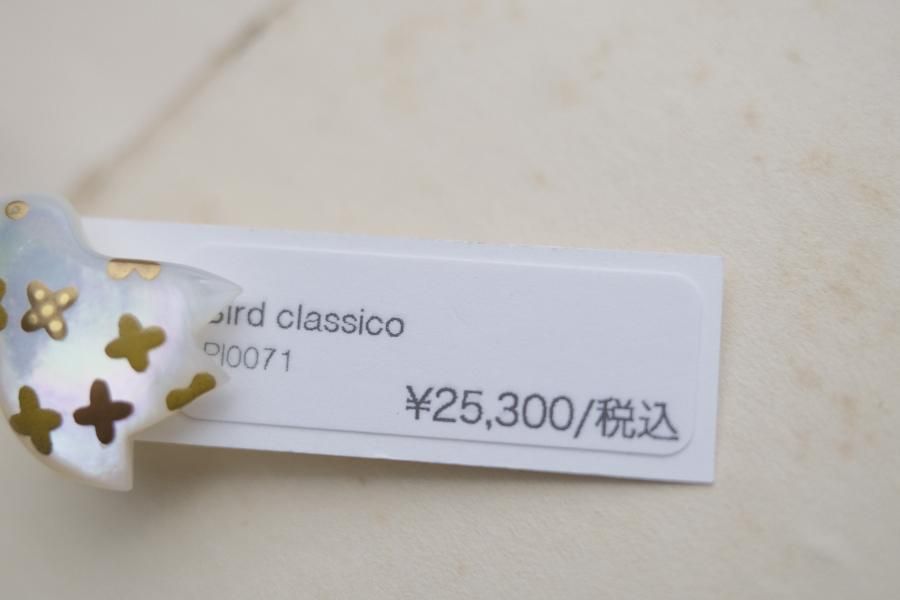 Bird classico
PI0071
¥25,300/税込